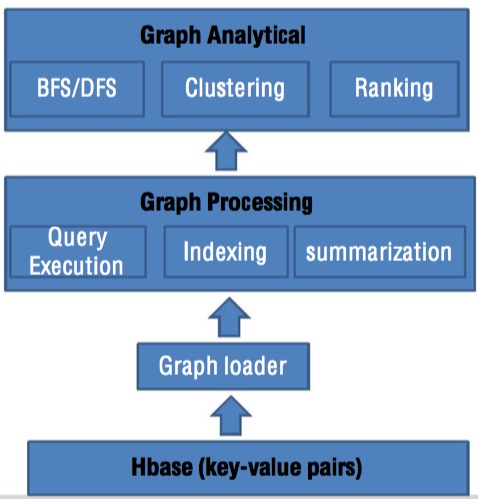 Graph Analytical
BFS/DFS
Clustering
Ranking
Graph Processing
Query
Execution
Indexing
summarization
Graph loader
Hbase (key-value pairs)